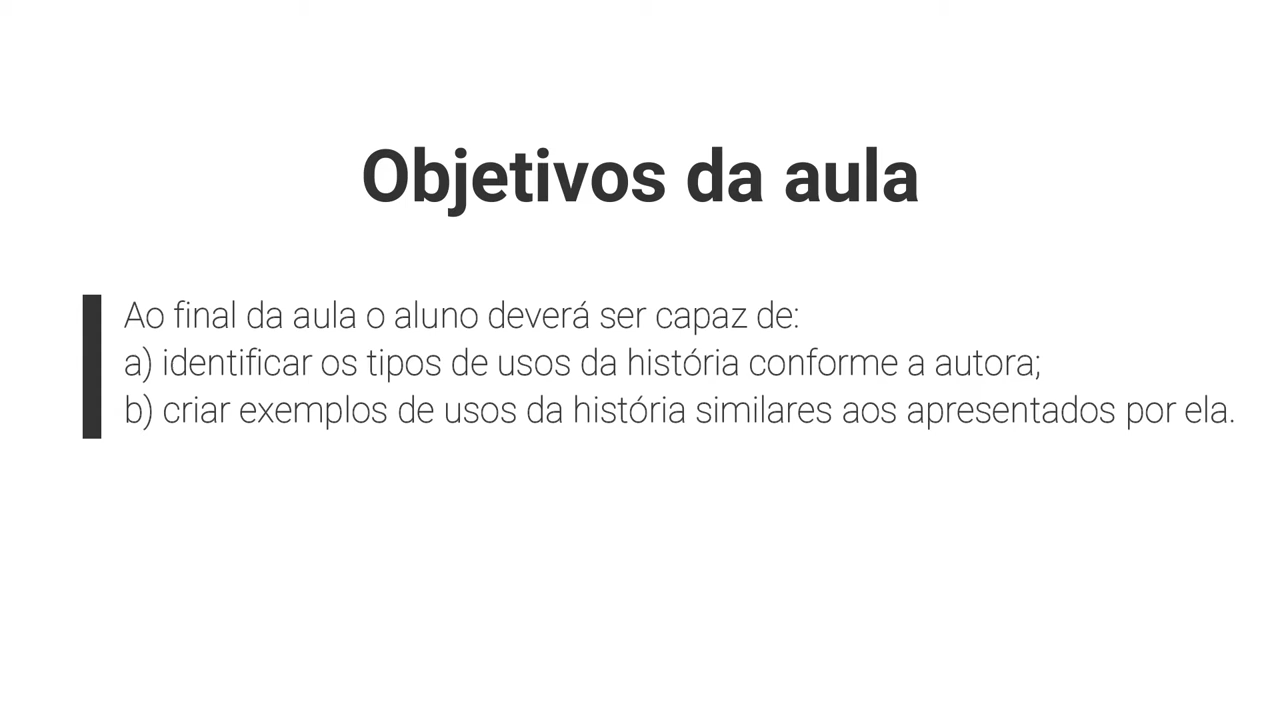 Objetivos da aula
Ao final da aula o aluno deverá ser capaz de:
a) identificar os tipos de usos da história conforme a autora;
b) criar exemplos de usos da história similares aos apresentados por ela.